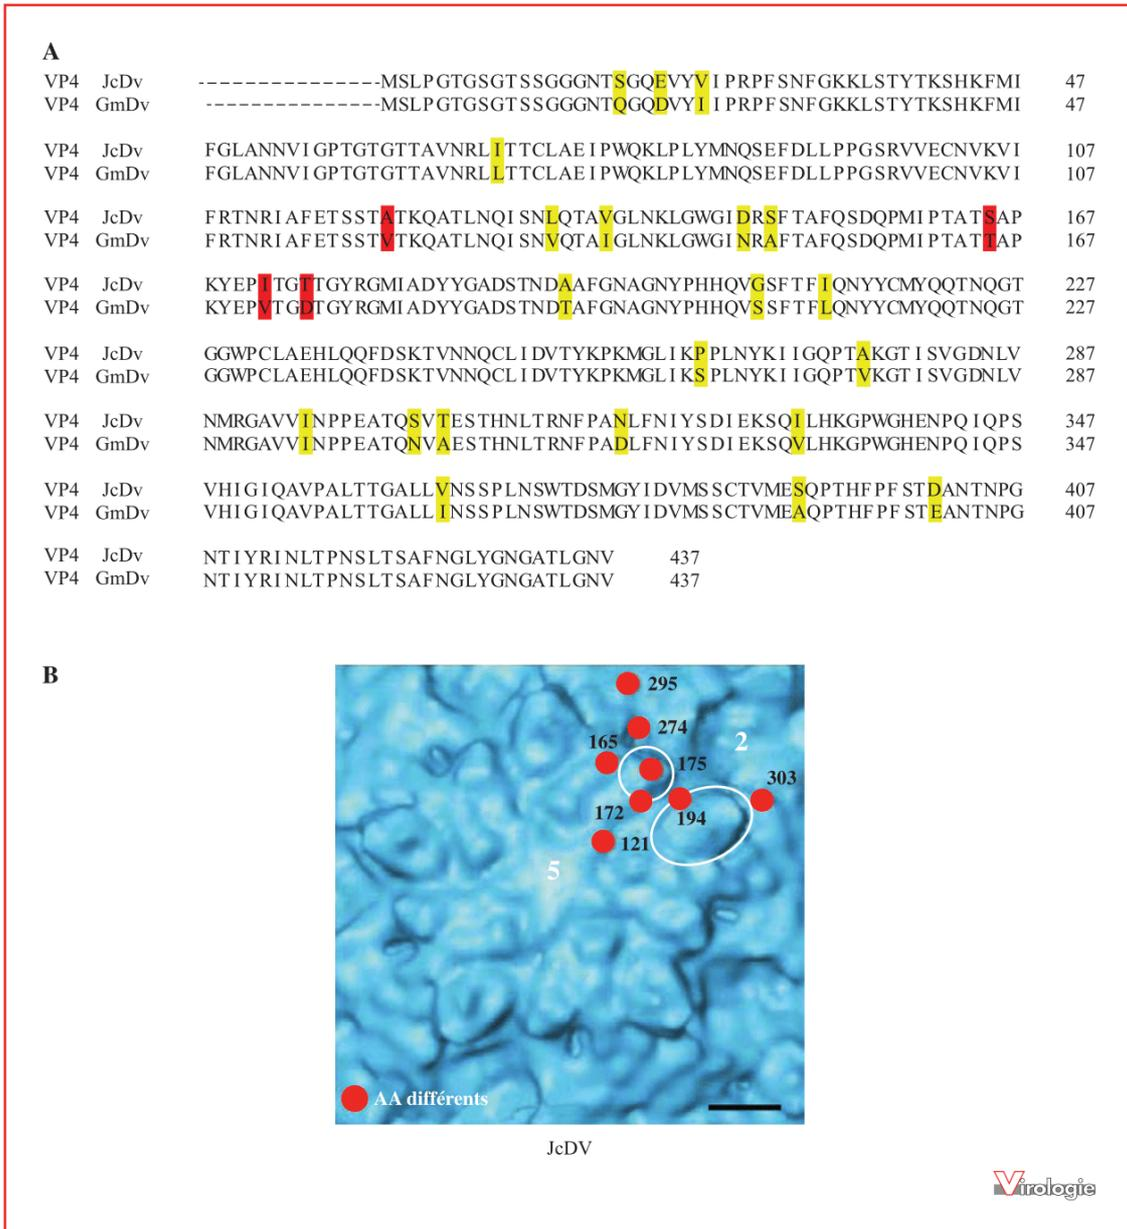 A
VP4 JcDv --------------MSLPGTGSGTSSGGGNTSGQEVYVIPRPFSNFGKKLSTYTKSHKFMI 47
VP4 GmDv --------------MSLPGTGSGTSSGGGNTQGQDVYIIPRPFSNFGKKLSTYTKSHKFMI 47
VP4 JcDv FGLANNVIGPTGTGTTAVNRLITTCLAEIPWQKLPLYMNQSEFDLLPPGSRVVECNVKVI 107
VP4 GmDv FGLANNVIGPTGTGTTAVNRLLTTCLAEIPWQKLPLYMNQSEFDLLPPGSRVVECNVKVI 107
VP4 JcDv FRTNRIAFETSSTATKQATLNQISNLQTAVGLNKLGWGIDRSFTAFQSDQPMIPTATSAP 167
VP4 GmDv FRTNRIAFETSSTVTKQATLNQISNVQTAIGLNKLGWGINRAFTAFQSDQPMIPTATTAP 167
VP4 JcDv KYEPITGTTGYRGMIADYYGADSTNDAAFGNAGNYPHHQVGSFTFIQNYYCMYQQTNQGT 227
VP4 GmDv KYEPVTGDTGYRGMIADYYGADSTNDTAFGNAGNYPHHQVSSFTFLQNYYCMYQQTNQGT 227
VP4 JcDv GGWPCLAEHLQQFDSKTVNNQCLIDVTYKPKMGLIKPPLNYKIIGQPTAKGTISVGDNLV 287
VP4 GmDv GGWPCLAEHLQQFDSKTVNNQCLIDVTYKPKMGLIKSPLNYKIIGQPTVKGTISVGDNLV 287
VP4 JcDv NMRGAVVINPPEATQSVTESTHNLTRNFPANLFNIYSDIEKSQILHKGPWGHENPQIQPS 347
VP4 GmDv NMRGAVVINPPEATQNVAESTHNLTRNFPADLFNIYSDIEKSQVLHKGPWGHENPQIQPS 347
VP4 JcDv VHIGIQAVPALTTGALLVNSSPLNSWTDSMGYIDVMSSCTVMESQPTHFPFSTDANTNPG 407
VP4 GmDv VHIGIQAVPALTTGALLINSSPLNSWTDSMGYIDVMSSCTVMEAQPTHFPFSTEANTNPG 407
VP4 JcDv NTIYRINLTPNSLTSAFNGLYGNGATLGNV 437
VP4 GmDv NTIYRINLTPNSLTSAFNGLYGNGATLGNV 437
B
295
274
2
165
175
303
172
194
121
5
AA différents
JcDV
Virologie